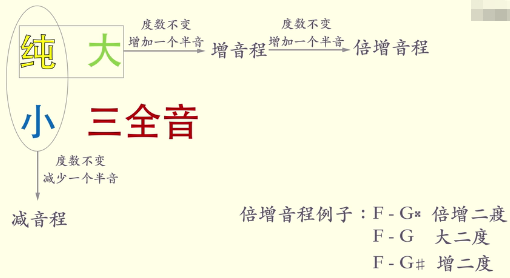 纯 大
度数不变
增加一个半音
增音程
度数不变
增加一个半音
倍增音程
小 三全音
度数不变
减少一个半音
减音程
倍增音程例子：F - G𝄪 倍增二度
F - G 大二度
F - G♯ 增二度